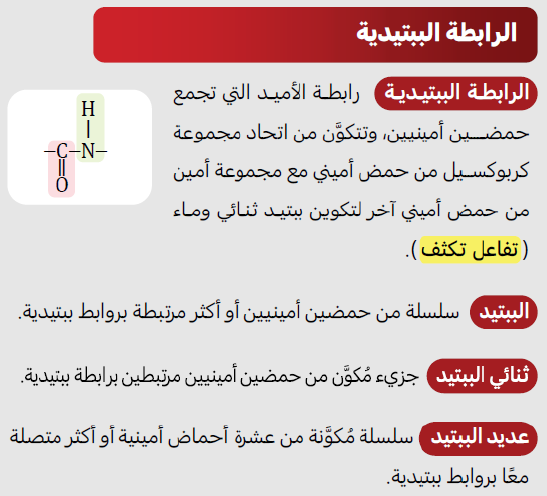 الرابطة الببتيدية
الرابطة الببتيدية رابطة الأميد التي تجمع
حمضين أمينيين، وتتكوَّن من اتحاد مجموعة
كربوكسيل من حمض أميني مع مجموعة أمين
من حمض أميني آخر لتكوين ببتيد ثنائي وماء
(تفاعل تكثف).
H
–C–N–
O
الببتيد سلسلة من حمضين أمينيين أو أكثر مرتبطة بروابط ببتيدية.
ثنائي الببتيد جزيء مُكوَّن من حمضين أمينيين مرتبطين برابطة ببتيدية.
عديد الببتيد سلسلة مُكوَّنة من عشرة أحماض أمينية أو أكثر متصلة
معًا بروابط ببتيدية.